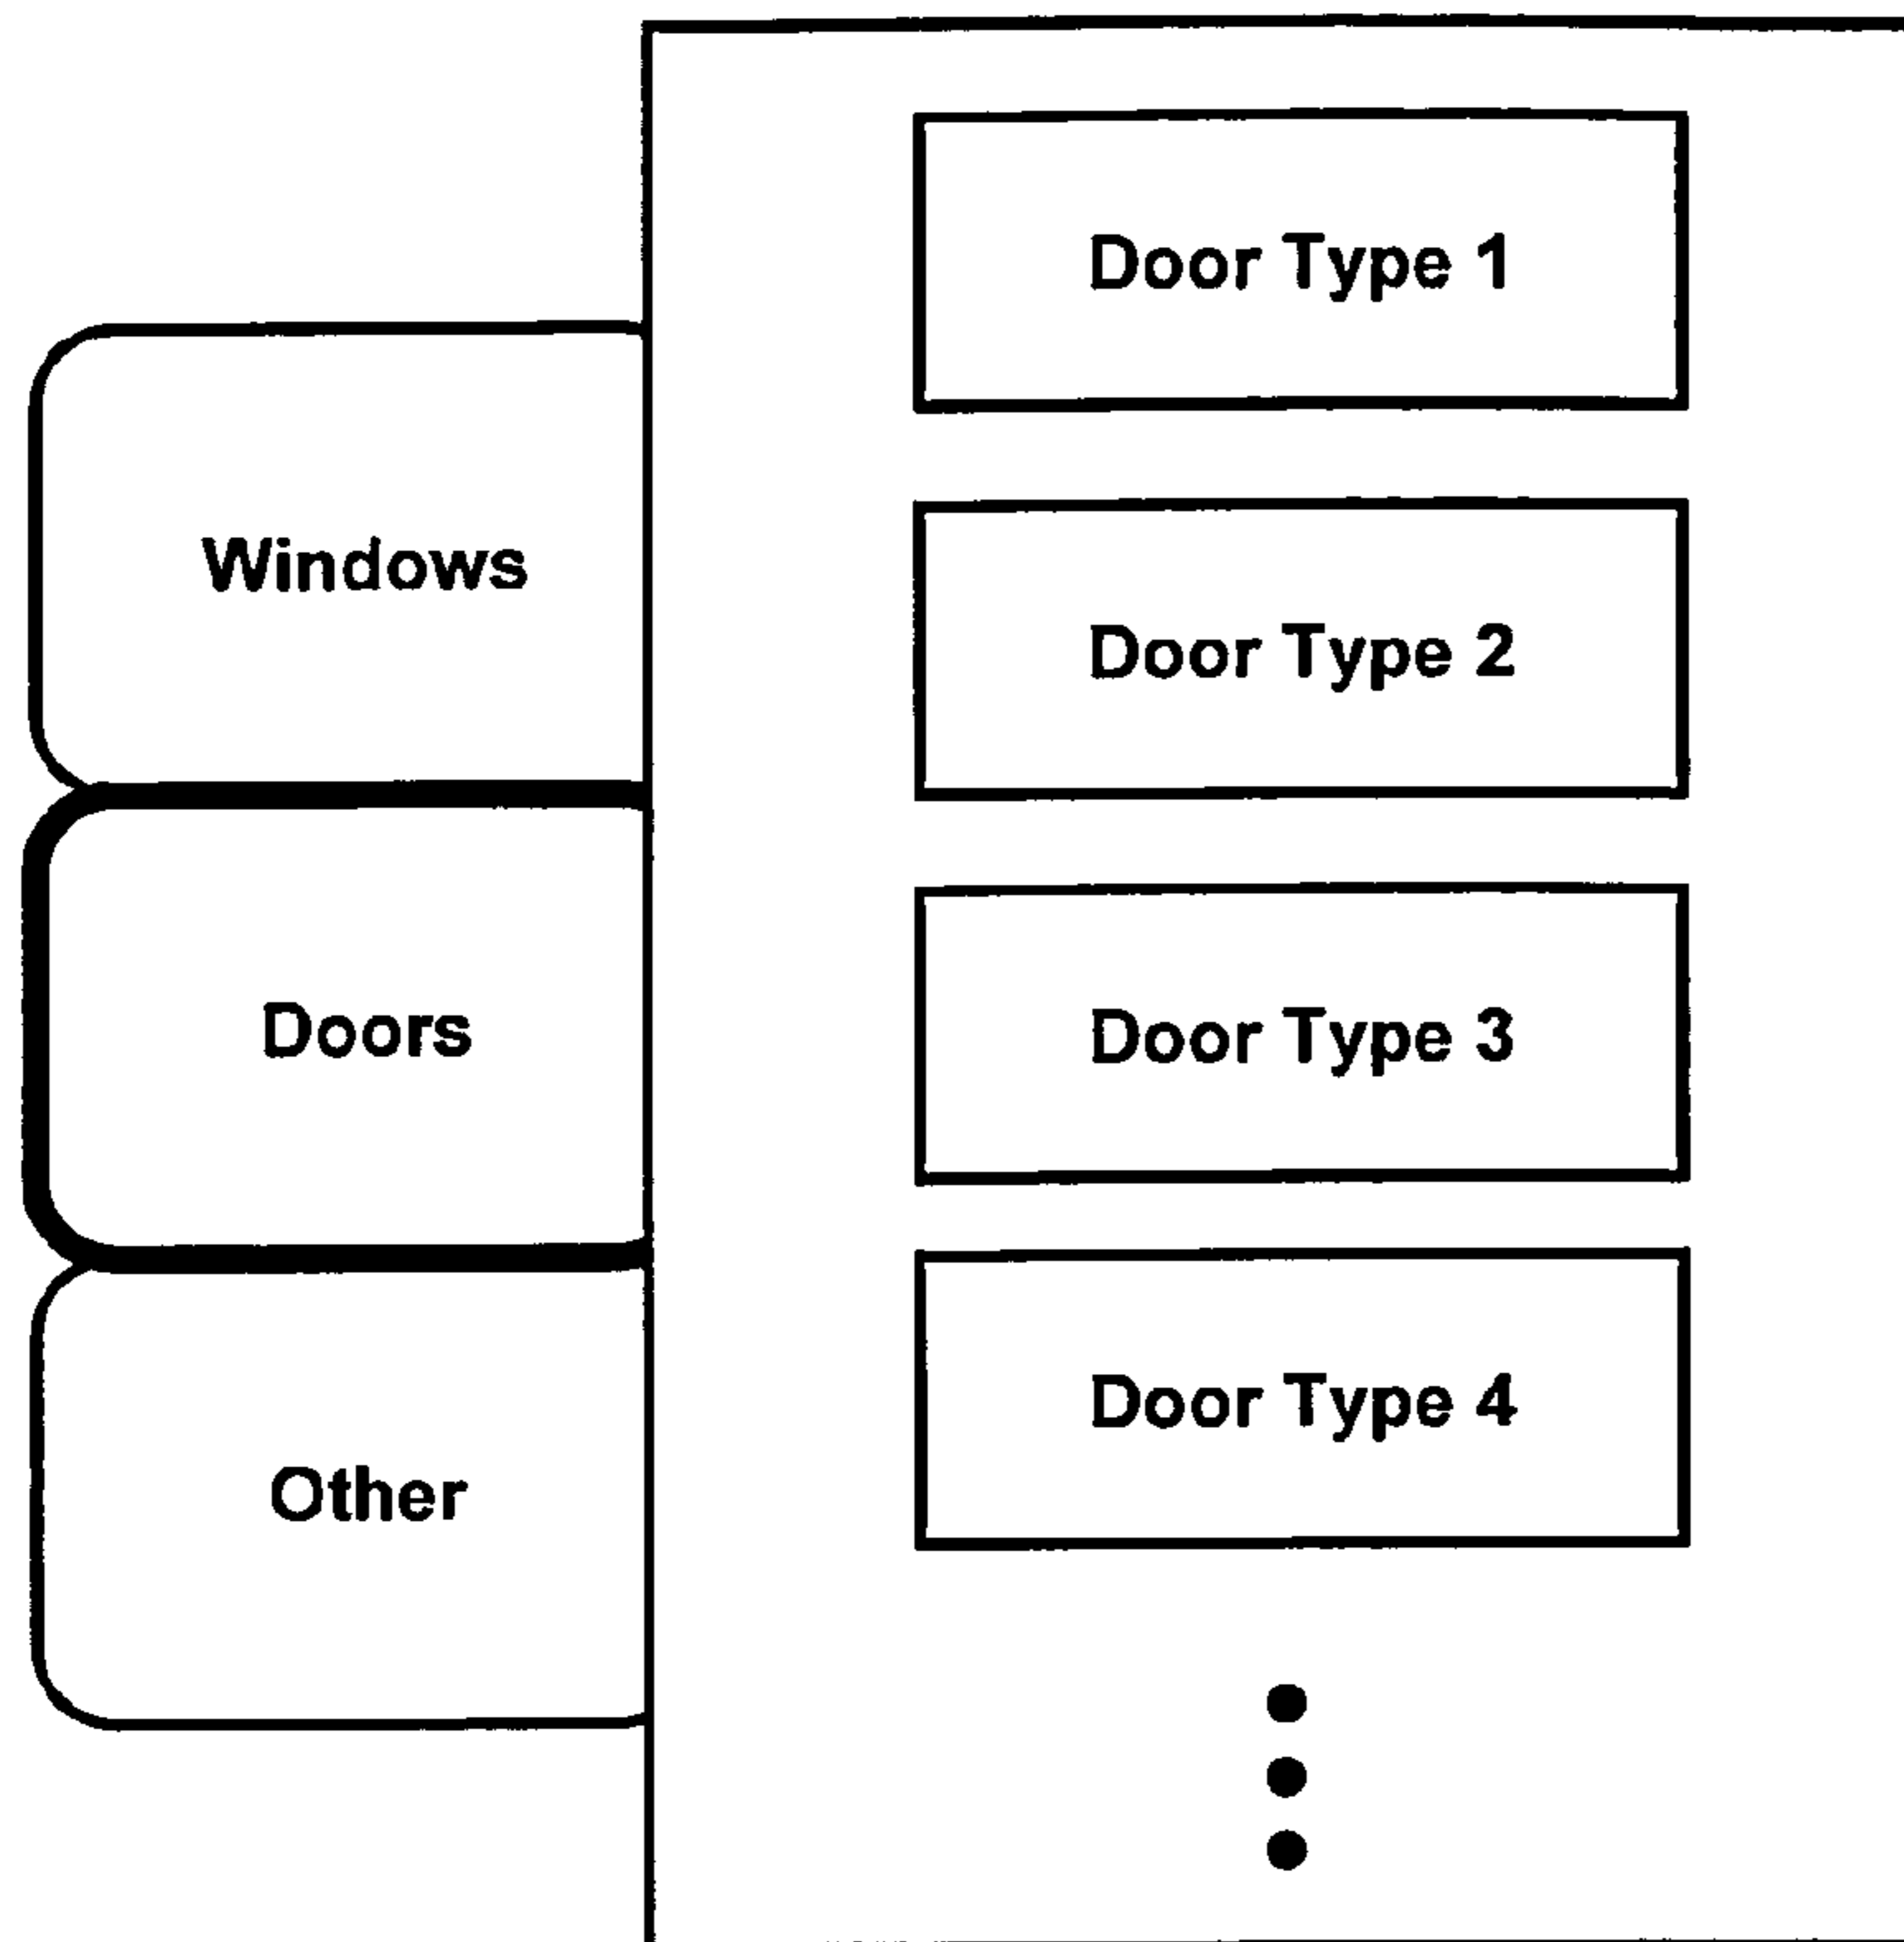 Windows
Doors
Other
Door Type 1
Door Type 2
Door Type 3
Door Type 4